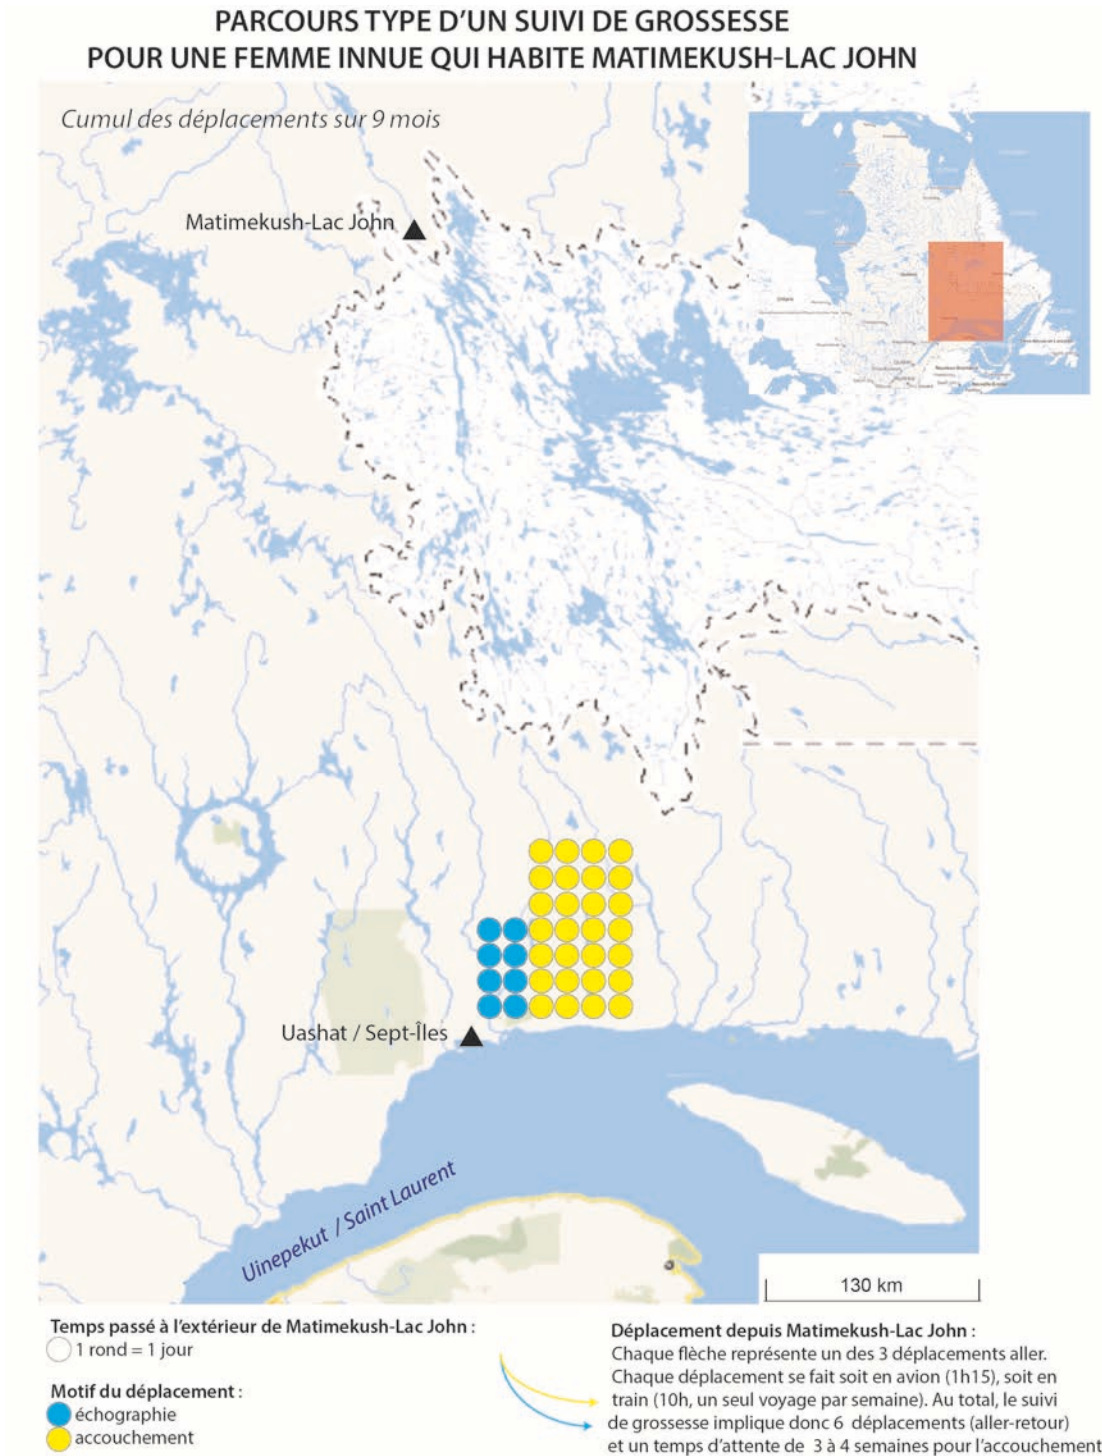 PARCOURS TYPE D'UN SUIVI DE GROSSESSE
POUR UNE FEMME INNUE QUI HABITE MATIMEKUSH-LAC JOHN
Cumul des déplacements sur 9 mois
Matimekush-Lac John
Uashat / Sept-Îles
Uinepekut / Saint Laurent
130 km
Temps passé à l'extérieur de Matimekush-Lac John :
1 rond = 1 jour
Motif du déplacement :
échographie
accouchement
Déplacement depuis Matimekush-Lac John :
Chaque flèche représente un des 3 déplacements aller.
Chaque déplacement se fait soit en avion (1h15), soit en
train (10h, un seul voyage par semaine). Au total, le suivi
de grossesse implique donc 6 déplacements (aller-retour)
et un temps d'attente de 3 à 4 semaines pour l'accouchement